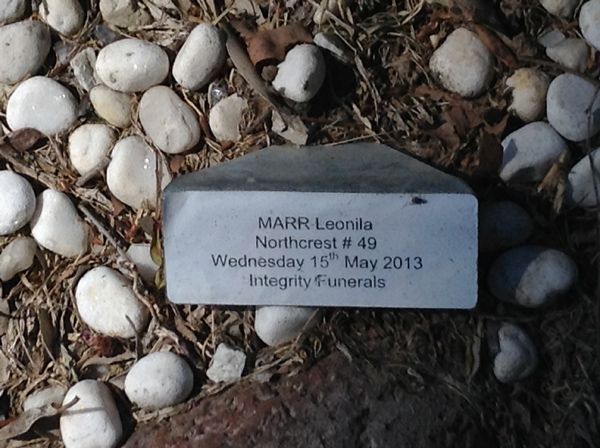 MARR Leonila
Northcrest # 49
Wednesday 15th May 2013
Integrity Funerals